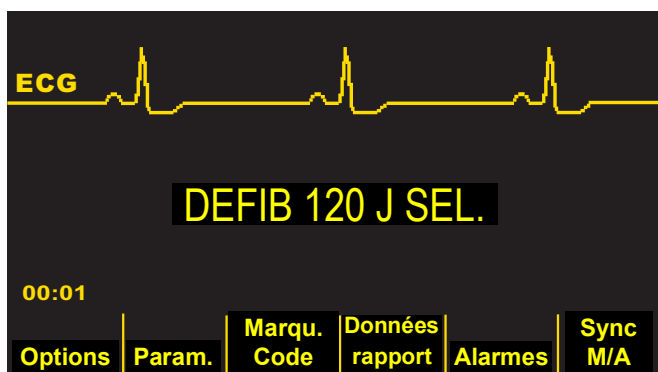 ECG
DEFIB 120 J SEL.
00:01
Options
Param.
Marqu.
Code
Données
rapport
Alarmes
Sync
M/A